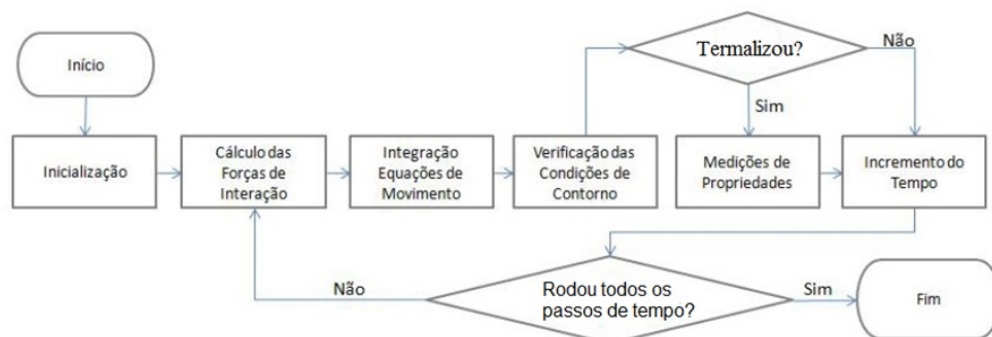 Início
Inicialização
Cálculo das
Forças de
Interação
Integração
Equações de
Movimento
Verificação das
Condições de
Contorno
Termalizou?
Não
Sim
Medições de
Propriedades
Incremento do
Tempo
Rodou todos os
passos de tempo?
Não
Sim
Fim